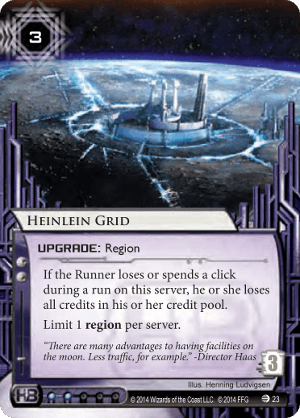 3
HEINLEIN GRID
UPGRADE: Region
If the Runner loses or spends a click
during a run on this server, he or she loses
all credits in his or her credit pool.
Limit 1 region per server.
"There are many advantages to having facilities on
the moon. Less traffic, for example." -Director Haas
3
Illus. Henning Ludvigsen
HB
© 2014 Wizards of the Coast LLC. © 2014 FFG 23